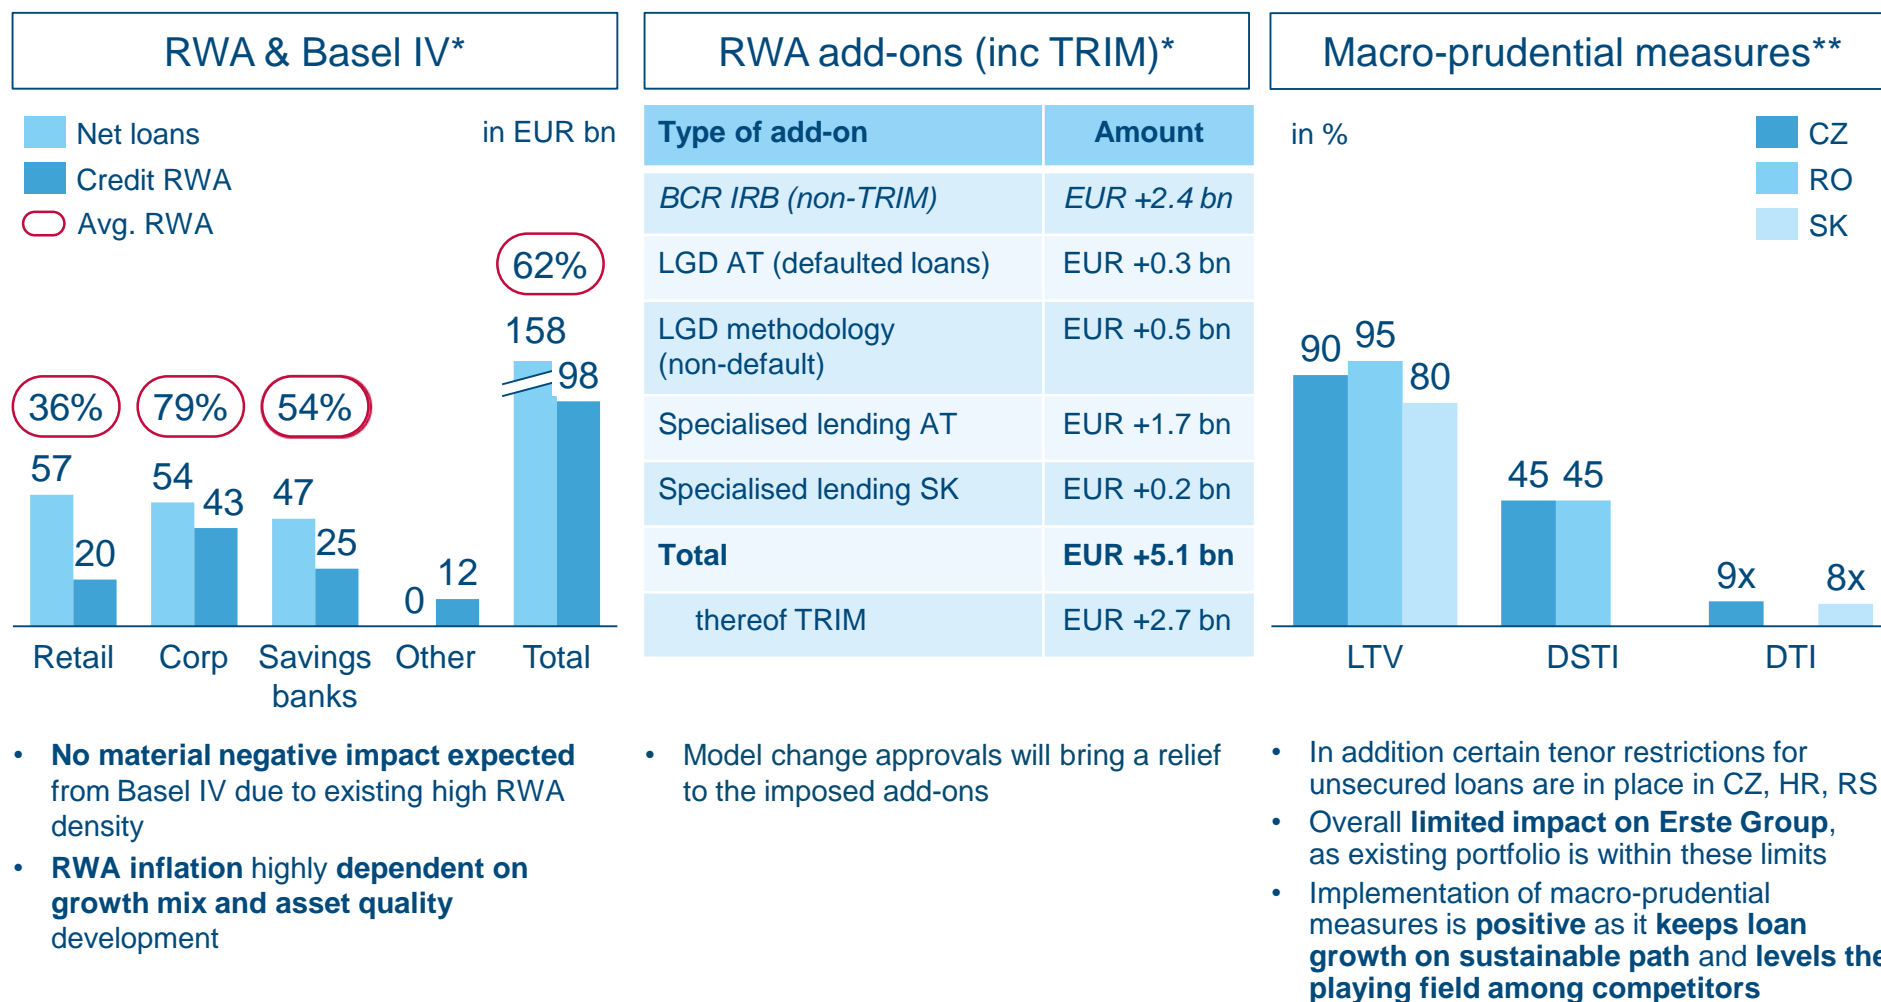 RWA & Basel IV*
Net loans
in EUR bn
Credit RWA
Avg. RWA
62%
158
98
36%
79%
54%
57
20
54
43
47
25
0
12
Retail
Corp
Savings
banks
Other
Total
• No material negative impact expected
from Basel IV due to existing high RWA
density
• RWA inflation highly dependent on
growth mix and asset quality
development
RWA add-ons (inc TRIM)*
Type of add-on Amount
BCR IRB (non-TRIM) EUR +2.4 bn
LGD AT (defaulted loans) EUR +0.3 bn
LGD methodology EUR +0.5 bn
(non-default)
Specialised lending AT EUR +1.7 bn
Specialised lending SK EUR +0.2 bn
Total EUR +5.1 bn
thereof TRIM EUR +2.7 bn
• Model change approvals will bring a relief
to the imposed add-ons
Macro-prudential measures**
in %
CZ
RO
SK
90
95
80
45
45
9x
8x
LTV
DSTI
DTI
• In addition certain tenor restrictions for
unsecured loans are in place in CZ, HR, RS
• Overall limited impact on Erste Group,
as existing portfolio is within these limits
• Implementation of macro-prudential
measures is positive as it keeps loan
growth on sustainable path and levels the
playing field among competitors